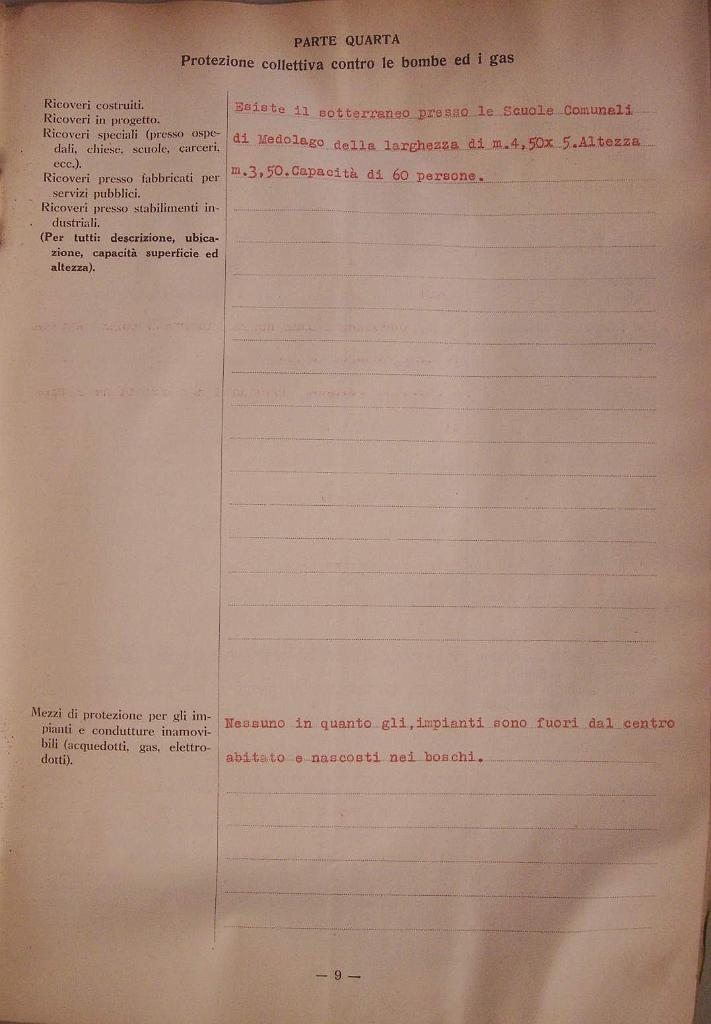 PARTE QUARTA
Protezione collettiva contro le bombe ed i gas
Ricoveri costruiti.
Ricoveri in progetto.
Ricoveri speciali (presso ospe-
dali, chiese, scuole, carceri,
ecc.).
Ricoveri presso fabbricati per
servizi pubblici.
Ricoveri presso stabilimenti in-
dustriali.
(Per tutti: descrizione, ubica-
zione, capacità superficie ed
altezza).
Esiste il sotterraneo presso le Scuole Comunali
di Medolago della larghezza di m.4,50x 5.Altezza
m.3,50.Capacità di 60 persone.
Mezzi di protezione per gli im-
pianti e condutture inamovi-
bili (acquedotti, gas, elettro-
dotti).
Nessuno in quanto gli,impianti sono fuori dal centro
abitato e nascosti nei boschi.
— 9 —